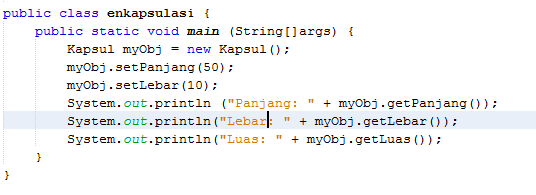 public class enkapsulasi {
    public static void main (String[]args) {
        Kapsul myObj = new Kapsul();
        myObj.setPanjang(50);
        myObj.setLebar(10);
        System.out.println ("Panjang: " + myObj.getPanjang());
        System.out.println("Lebar: " + myObj.getLebar());
        System.out.println("Luas: " + myObj.getLuas());
    }
}